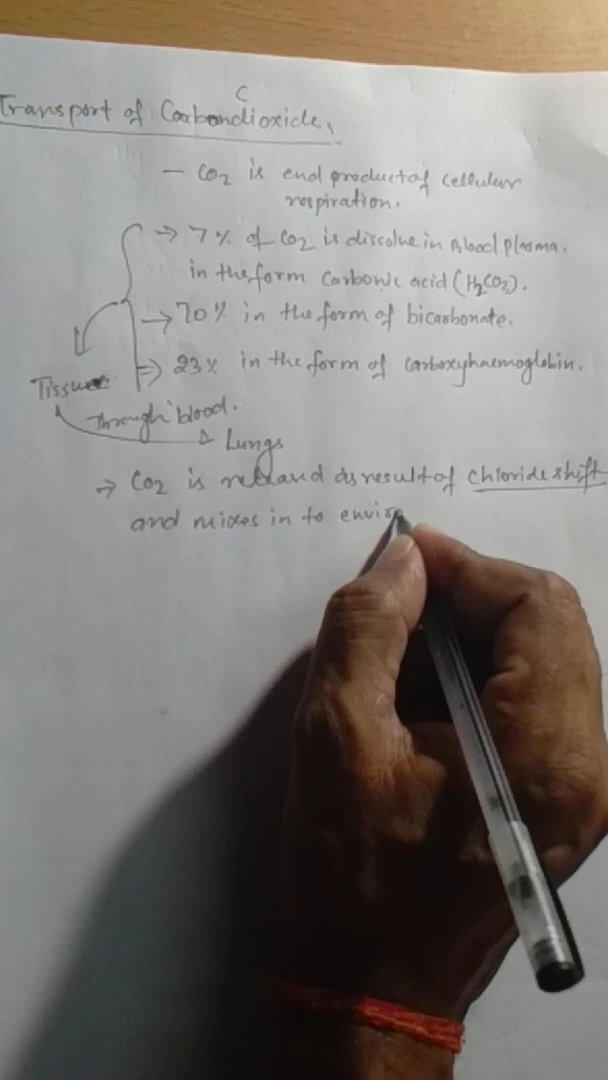 C
Transport of Carbondioxide,
- CO2 is end product of cellular
respiration.
→ 7% of CO2 is dissolve in Blood plasma.
in the form Carbonic acid (H2CO3).
→ 70% in the form of bicarbonate.
→ 23% in the form of carboxyhaemoglobin.
Tissue
Through blood.
Lungs
→ CO2 is as result of chloride shift
and mixes in to envir